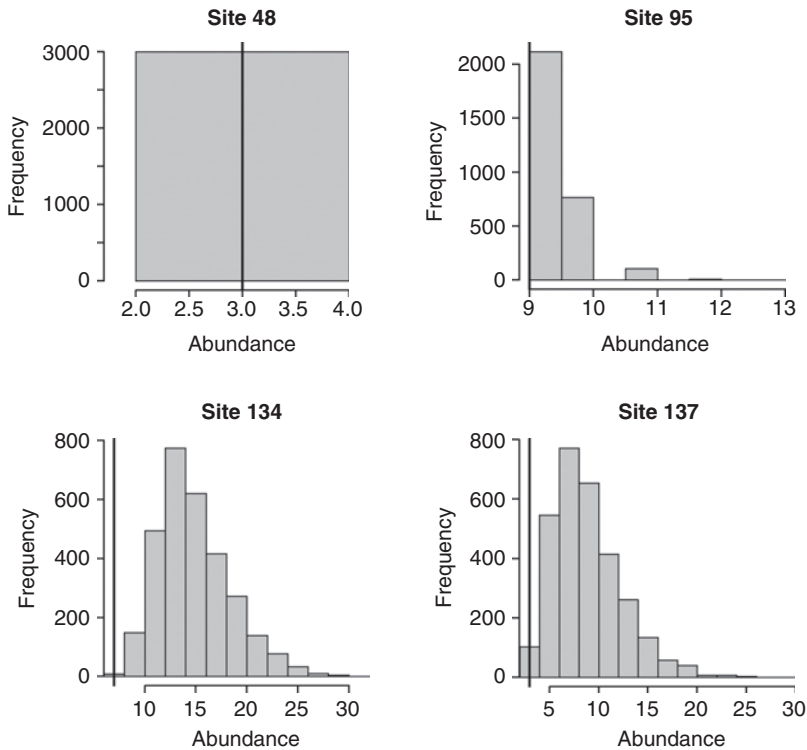 Site 48
3000
2000
1000
0
Frequency
2.0 2.5 3.0 3.5 4.0
Abundance
Site 95
2000
1500
1000
500
0
Frequency
9 10 11 12 13
Abundance
Site 134
800
600
400
200
0
Frequency
10 15 20 25 30
Abundance
Site 137
800
600
400
200
0
Frequency
5 10 15 20 25 30
Abundance